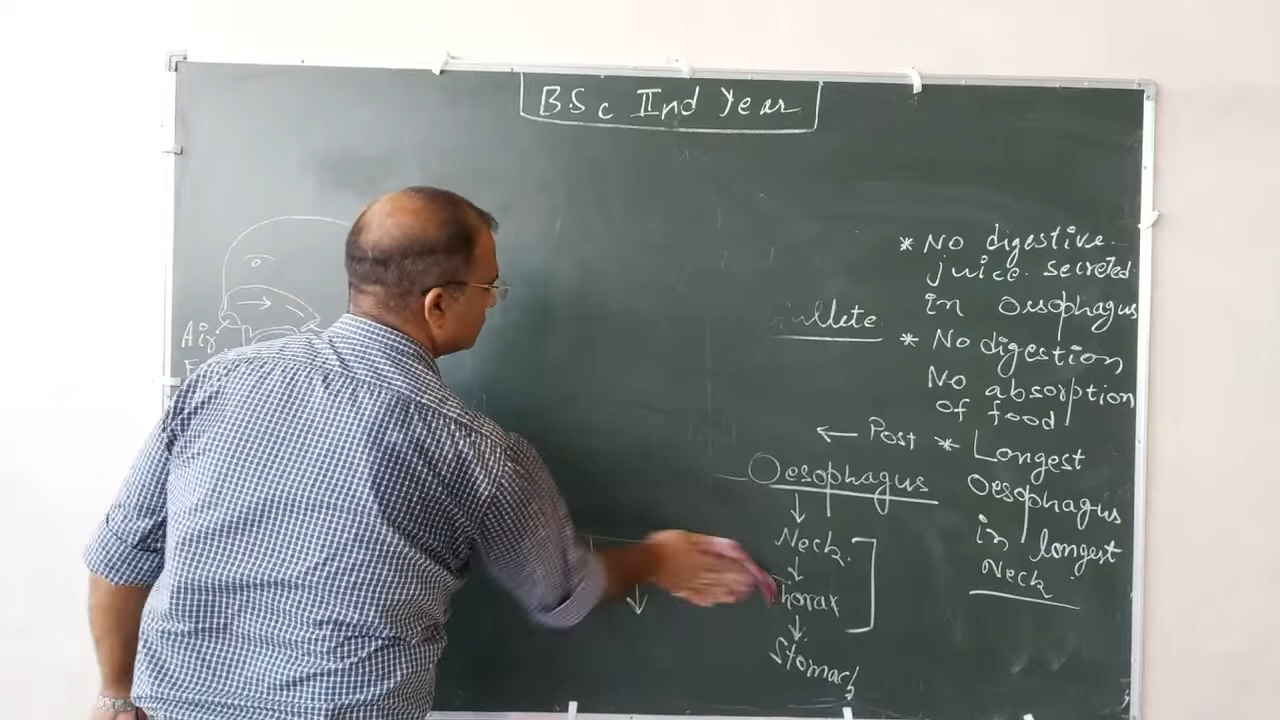 BSc IInd Year
Air
* No digestive
juice secreted
in Oesophagus
* No digestion
No absorption
of food
← Post
* Longest
Oesophagus
in longest
Neck
Oesophagus
↓
Neck
↓
Thorax
↓
Stomach
↓